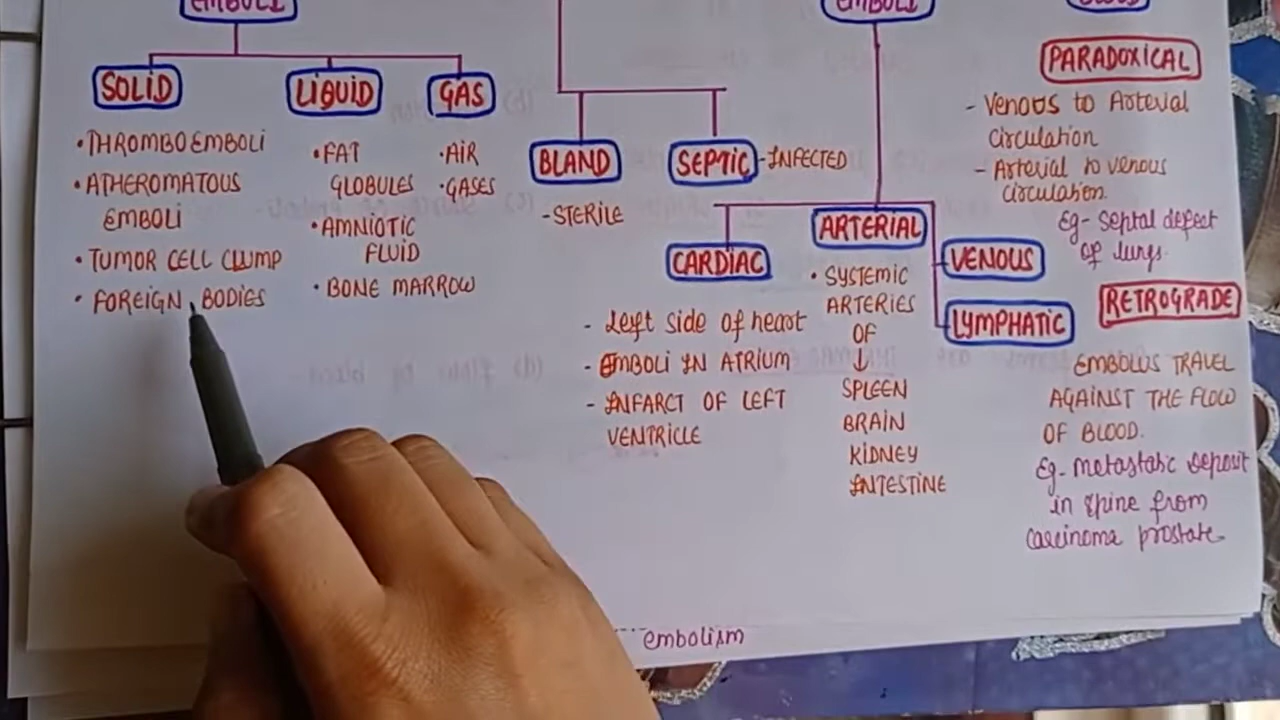 EMBOLI
SOLID
• THROMBOEMBOLI
• ATHEROMATOUS
EMBOLI
• TUMOR CELL CLUMP
• FOREIGN BODIES
LIQUID
• FAT
GLOBULES
• AMNIOTIC
FLUID
• BONE MARROW
GAS
• AIR
• GASES
BLAND
- STERILE
SEPTIC - INFECTED
EMBOLI
CARDIAC
- Left side of heart
- EMBOLI IN ATRIUM
- INFARCT OF LEFT
VENTRICLE
ARTERIAL
• SYSTEMIC
ARTERIES
OF
↓
SPLEEN
BRAIN
KIDNEY
INTESTINE
VENOUS
LYMPHATIC
BLOOD
PARADOXICAL
- Venous to Arterial
circulation
- Arterial to venous
circulation.
Eg- Septal defect
of lungs.
RETROGRADE
EMBOLUS TRAVEL
AGAINST THE FLOW
OF BLOOD.
Eg- metastatic deposit
in spine from
carcinoma prostate.
embolism